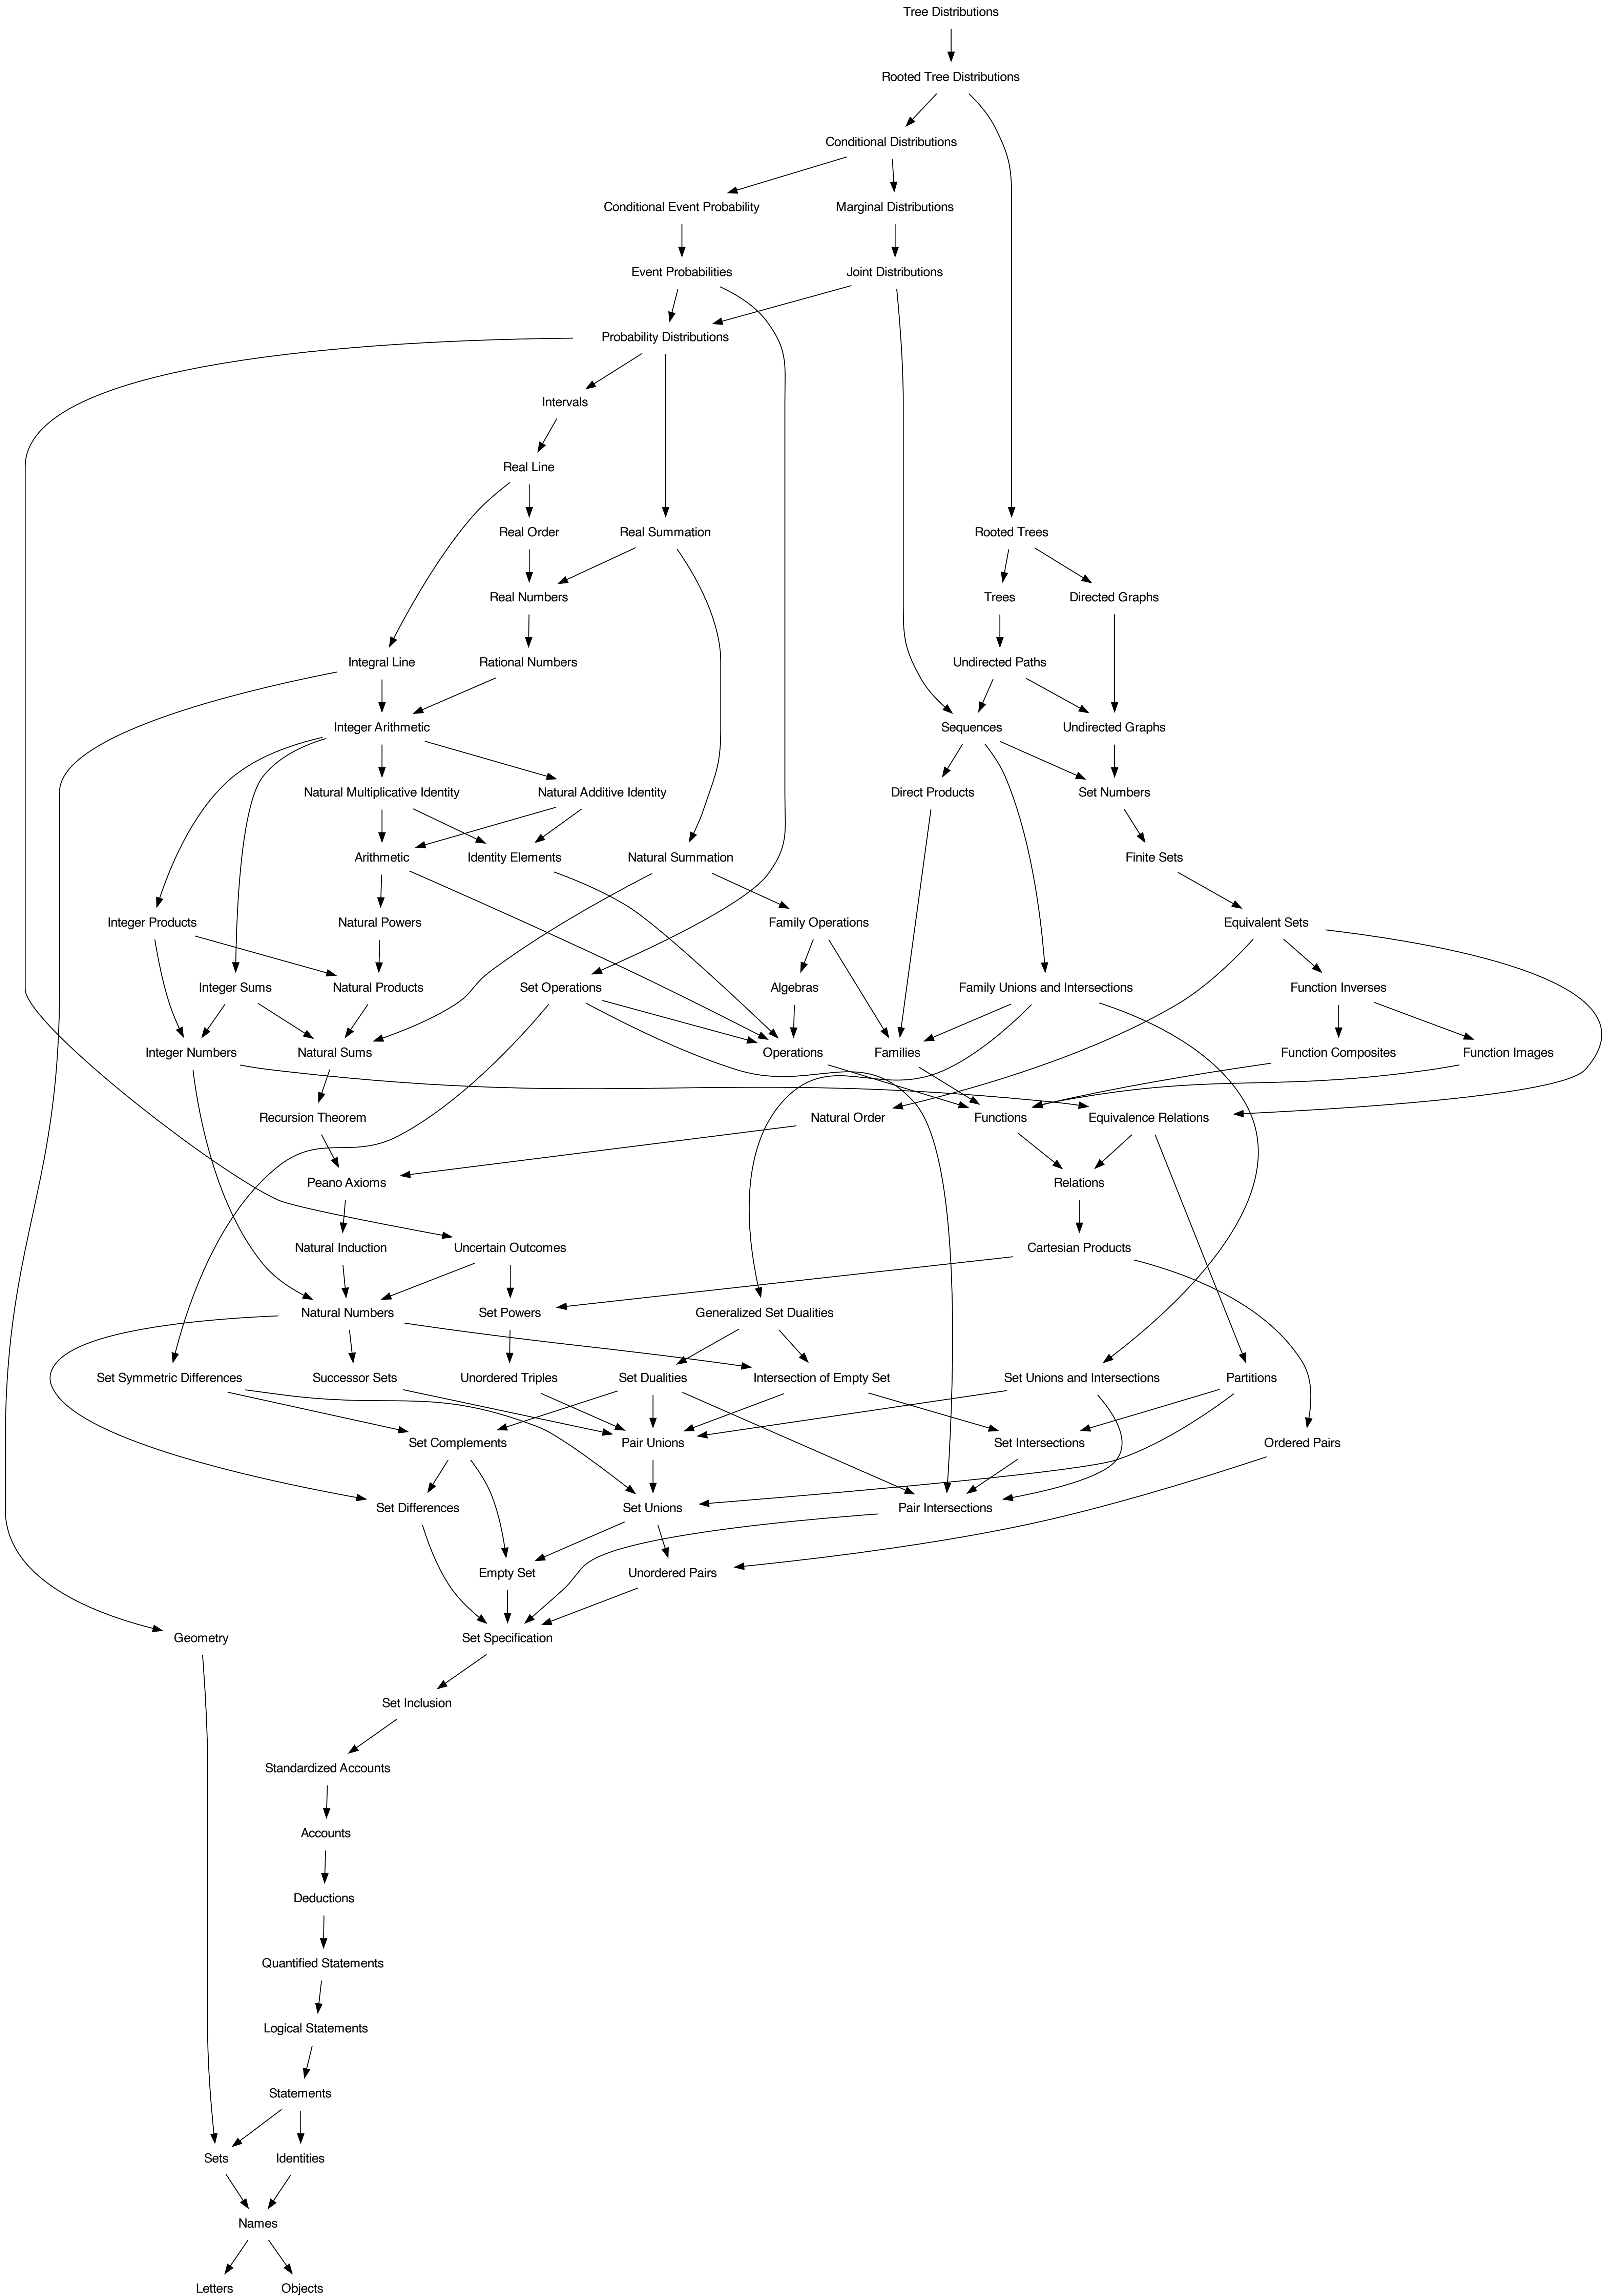 Tree Distributions
Rooted Tree Distributions
Conditional Distributions
Conditional Event Probability
Marginal Distributions
Event Probabilities
Joint Distributions
Probability Distributions
Intervals
Real Line
Real Order
Real Summation
Rooted Trees
Real Numbers
Trees
Directed Graphs
Integral Line
Rational Numbers
Undirected Paths
Integer Arithmetic
Sequences
Undirected Graphs
Natural Multiplicative Identity
Natural Additive Identity
Direct Products
Set Numbers
Arithmetic
Identity Elements
Natural Summation
Finite Sets
Integer Products
Natural Powers
Family Operations
Equivalent Sets
Integer Sums
Natural Products
Set Operations
Algebras
Family Unions and Intersections
Function Inverses
Integer Numbers
Natural Sums
Operations
Families
Function Composites
Function Images
Recursion Theorem
Natural Order
Functions
Equivalence Relations
Peano Axioms
Relations
Natural Induction
Uncertain Outcomes
Cartesian Products
Natural Numbers
Set Powers
Generalized Set Dualities
Set Symmetric Differences
Successor Sets
Unordered Triples
Set Dualities
Intersection of Empty Set
Set Unions and Intersections
Partitions
Set Complements
Pair Unions
Set Intersections
Ordered Pairs
Set Differences
Set Unions
Pair Intersections
Empty Set
Unordered Pairs
Geometry
Set Specification
Set Inclusion
Standardized Accounts
Accounts
Deductions
Quantified Statements
Logical Statements
Statements
Sets
Identities
Names
Letters
Objects